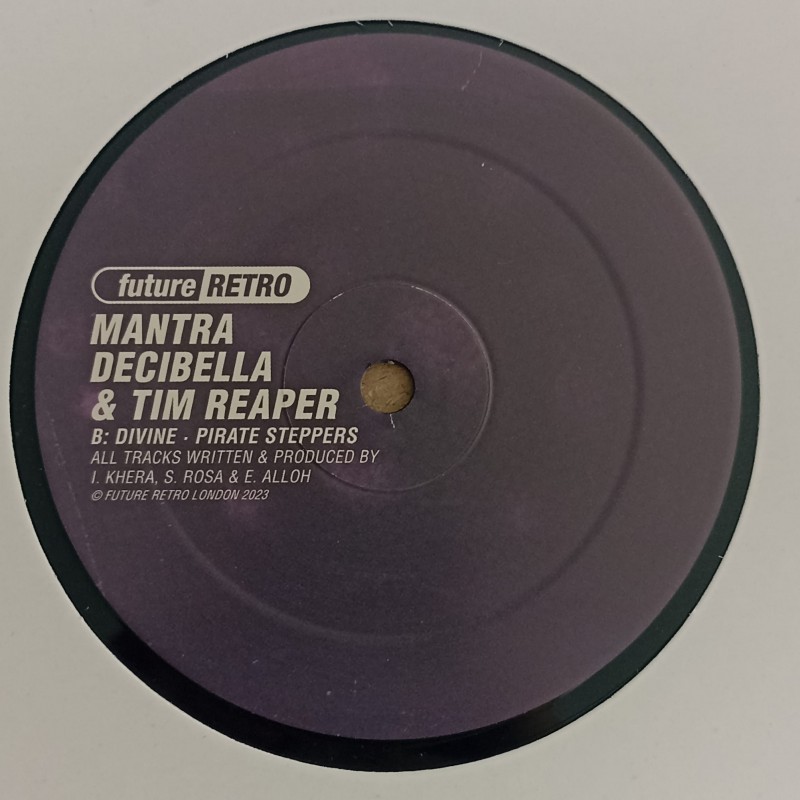 future RETRO
MANTRA
DECIBELLA
& TIM REAPER
B: DIVINE · PIRATE STEPPERS
ALL TRACKS WRITTEN & PRODUCED BY
I. KHERA, S. ROSA & E. ALLOH
© FUTURE RETRO LONDON 2023